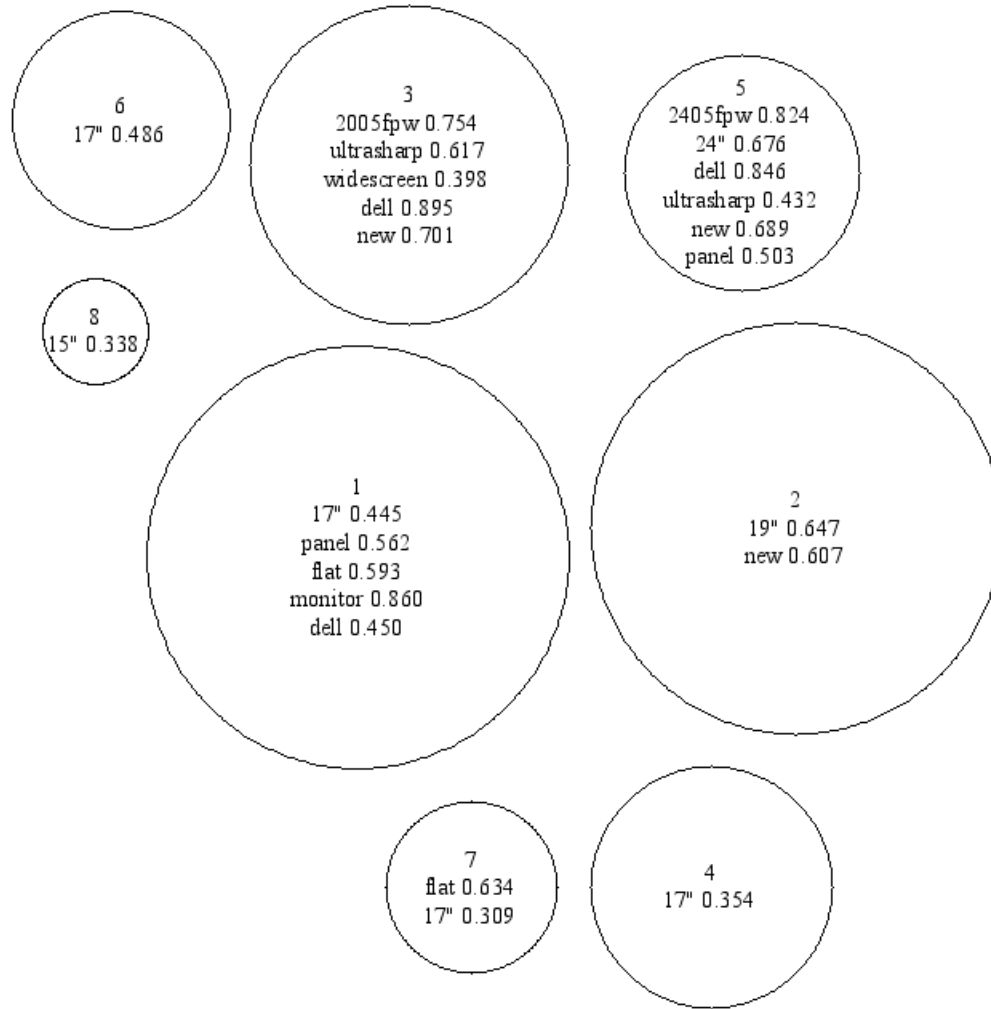 6
17" 0.486
3
2005fpw 0.754
ultrasharp 0.617
widescreen 0.398
dell 0.895
new 0.701
5
2405fpw 0.824
24" 0.676
dell 0.846
ultrasharp 0.432
new 0.689
panel 0.503
8
15" 0.338
1
17" 0.445
panel 0.562
flat 0.593
monitor 0.860
dell 0.450
2
19" 0.647
new 0.607
7
flat 0.634
17" 0.309
4
17" 0.354